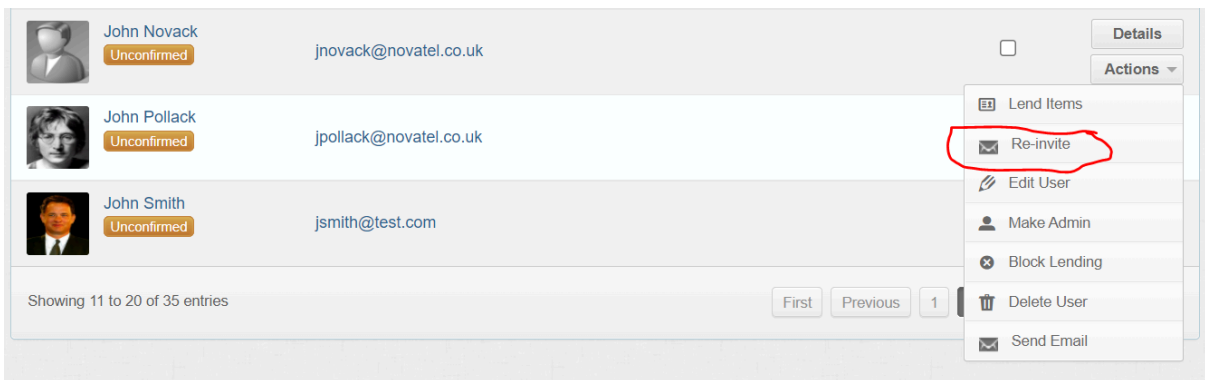 John Novack
Unconfirmed
jnovack@novatel.co.uk
Details
Actions
John Pollack
Unconfirmed
jpollack@novatel.co.uk
John Smith
Unconfirmed
jsmith@test.com
Lend Items
Re-invite
Edit User
Make Admin
Block Lending
Delete User
Send Email
Showing 11 to 20 of 35 entries
First Previous 1